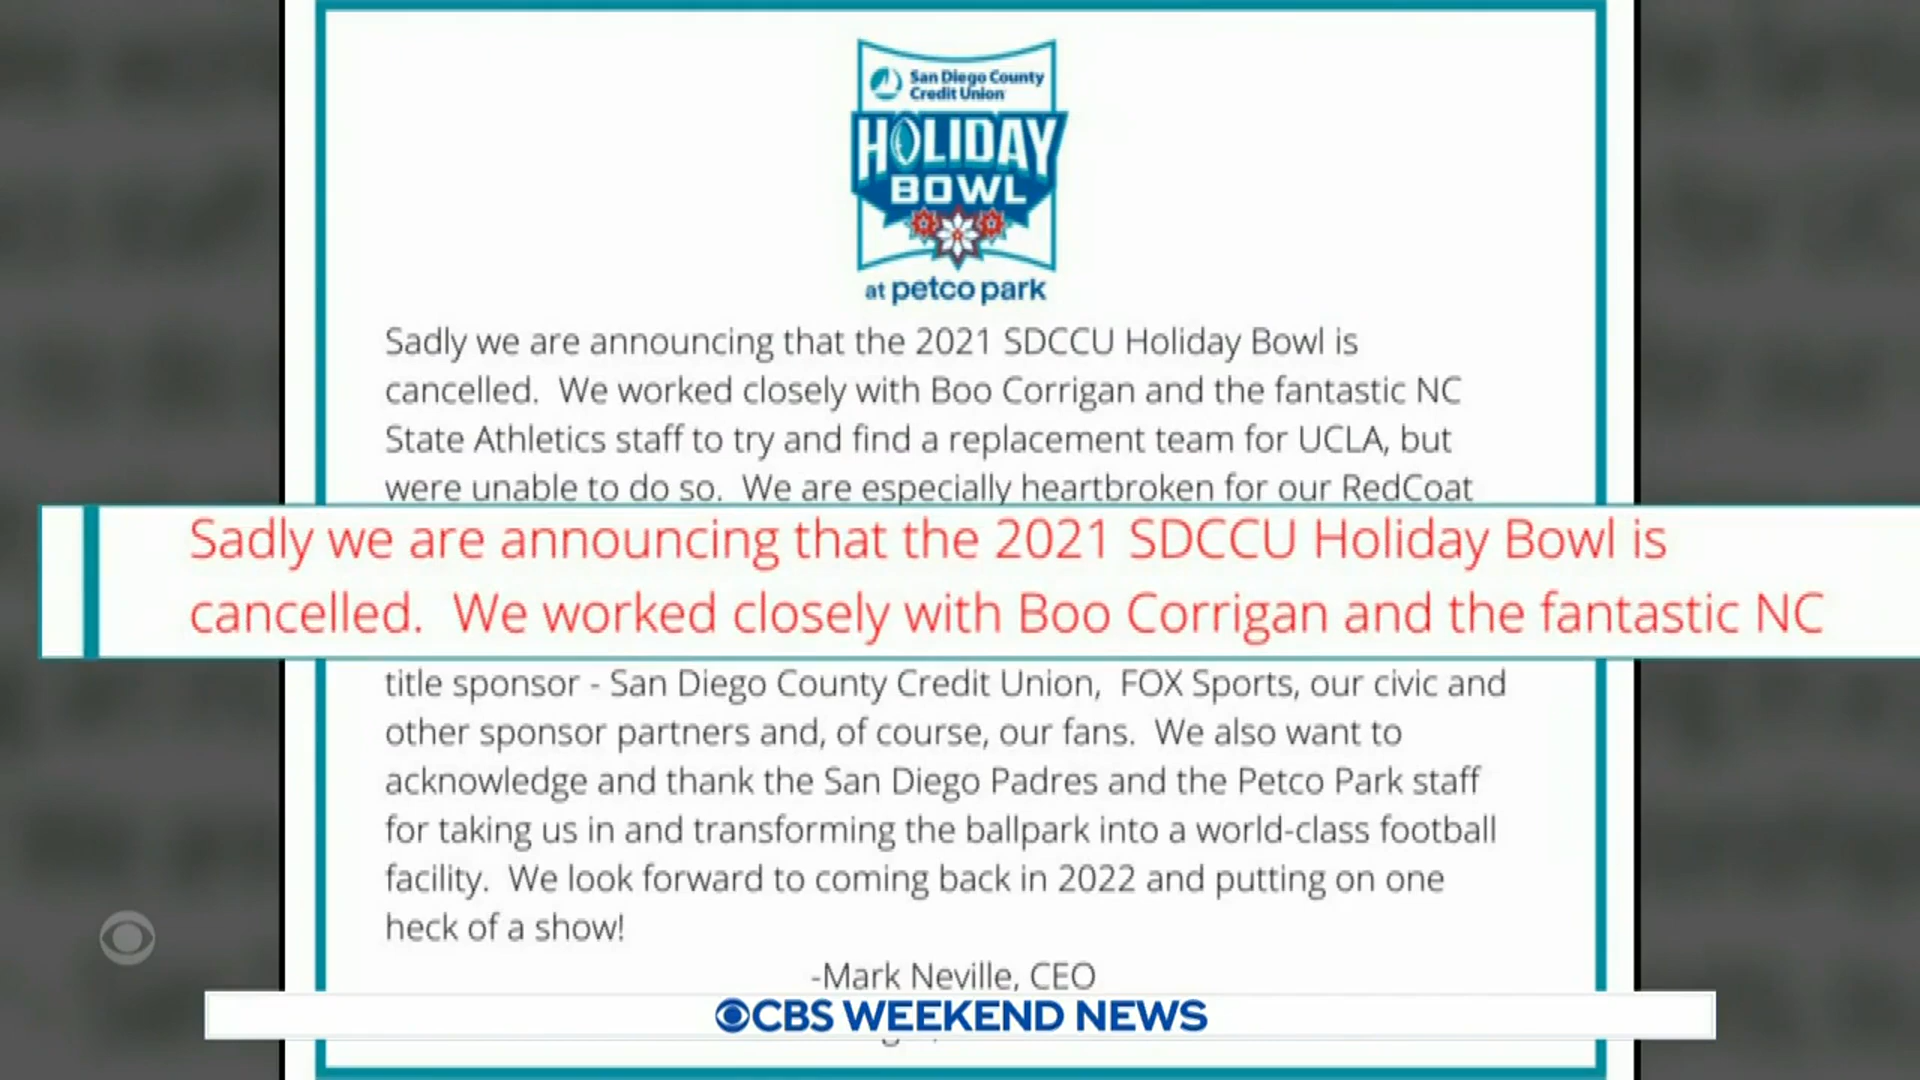 San Diego County
Credit Union
HOLIDAY
BOWL
at petco park
Sadly we are announcing that the 2021 SDCCU Holiday Bowl is
cancelled. We worked closely with Boo Corrigan and the fantastic NC
State Athletics staff to try and find a replacement team for UCLA, but
were unable to do so. We are especially heartbroken for our RedCoat
Sadly we are announcing that the 2021 SDCCU Holiday Bowl is
cancelled. We worked closely with Boo Corrigan and the fantastic NC
title sponsor - San Diego County Credit Union, FOX Sports, our civic and
other sponsor partners and, of course, our fans. We also want to
acknowledge and thank the San Diego Padres and the Petco Park staff
for taking us in and transforming the ballpark into a world-class football
facility. We look forward to coming back in 2022 and putting on one
heck of a show!
-Mark Neville, CEO
CBS WEEKEND NEWS